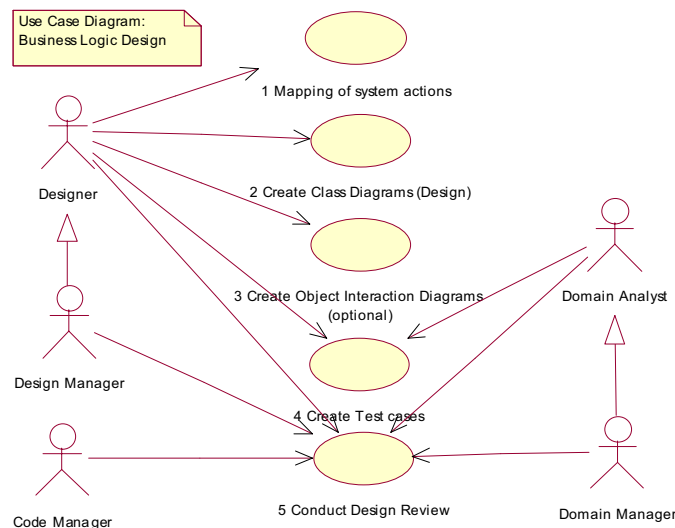 Use Case Diagram:
Business Logic Design
1 Mapping of system actions
Designer
2 Create Class Diagrams (Design)
3 Create Object Interaction Diagrams
(optional)
Domain Analyst
Design Manager
4 Create Test cases
5 Conduct Design Review
Code Manager
Domain Manager